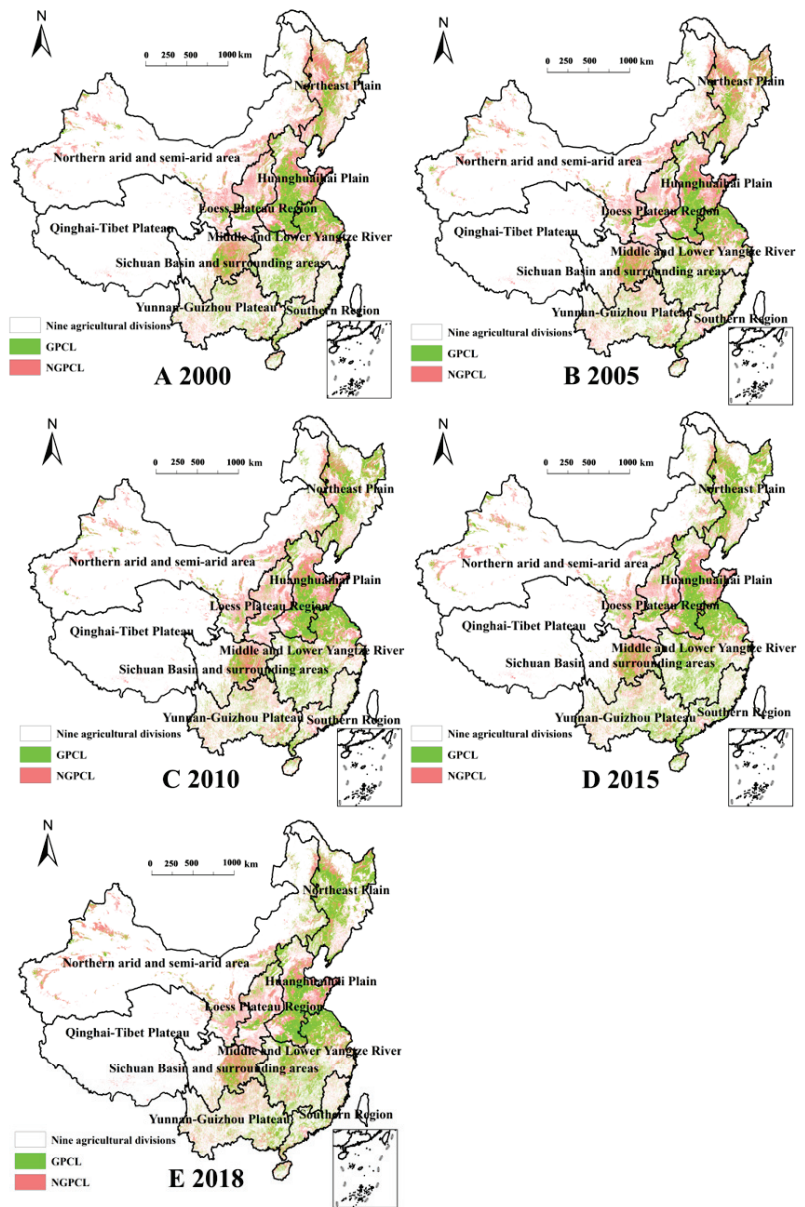 N
0 250 500 1000 km
Northeast Plain
Northern arid and semi-arid area
Huanghuaihai Plain
Loess Plateau Region
Qinghai-Tibet Plateau
Middle and Lower Yangtze River
Sichuan Basin and surrounding areas
Yunnan-Guizhou Plateau
Southern Region
Nine agricultural divisions
GPCL
NGPCL
A 2000
N
0 250 500 1000 km
Northeast Plain
Northern arid and semi-arid area
Huanghuaihai Plain
Loess Plateau Region
Qinghai-Tibet Plateau
Middle and Lower Yangtze River
Sichuan Basin and surrounding areas
Yunnan-Guizhou Plateau
Southern Region
Nine agricultural divisions
GPCL
NGPCL
B 2005
N
0 250 500 1000 km
Northeast Plain
Northern arid and semi-arid area
Huanghuaihai Plain
Loess Plateau Region
Qinghai-Tibet Plateau
Middle and Lower Yangtze River
Sichuan Basin and surrounding areas
Yunnan-Guizhou Plateau
Southern Region
Nine agricultural divisions
GPCL
NGPCL
C 2010
N
0 250 500 1000 km
Northeast Plain
Northern arid and semi-arid area
Huanghuaihai Plain
Loess Plateau Region
Qinghai-Tibet Plateau
Middle and Lower Yangtze River
Sichuan Basin and surrounding areas
Yunnan-Guizhou Plateau
Southern Region
Nine agricultural divisions
GPCL
NGPCL
D 2015
N
0 250 500 1000 km
Northeast Plain
Northern arid and semi-arid area
Huanghuaihai Plain
Loess Plateau Region
Qinghai-Tibet Plateau
Middle and Lower Yangtze River
Sichuan Basin and surrounding areas
Yunnan-Guizhou Plateau
Southern Region
Nine agricultural divisions
GPCL
NGPCL
E 2018